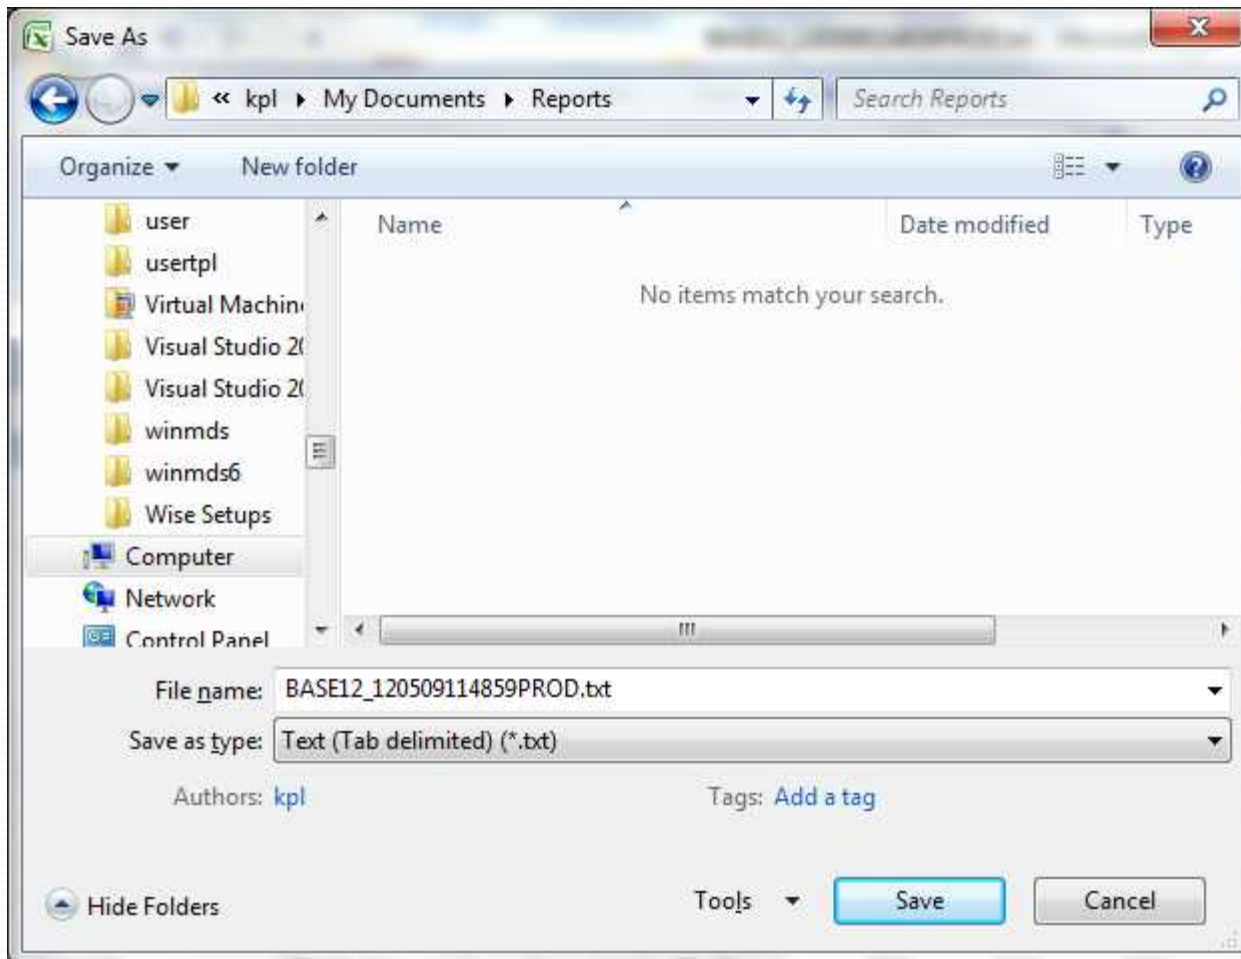 Save As
« kpl ▸ My Documents ▸ Reports
Search Reports
Organize
New folder
user
usertpl
Virtual Machin
Visual Studio 20
Visual Studio 20
winmds
winmds6
Wise Setups
Computer
Network
Control Panel
Name
Date modified
Type
No items match your search.
File name: BASE12_120509114859PROD.txt
Save as type: Text (Tab delimited) (*.txt)
Authors: kpl
Tags: Add a tag
Hide Folders
Tools
Save
Cancel